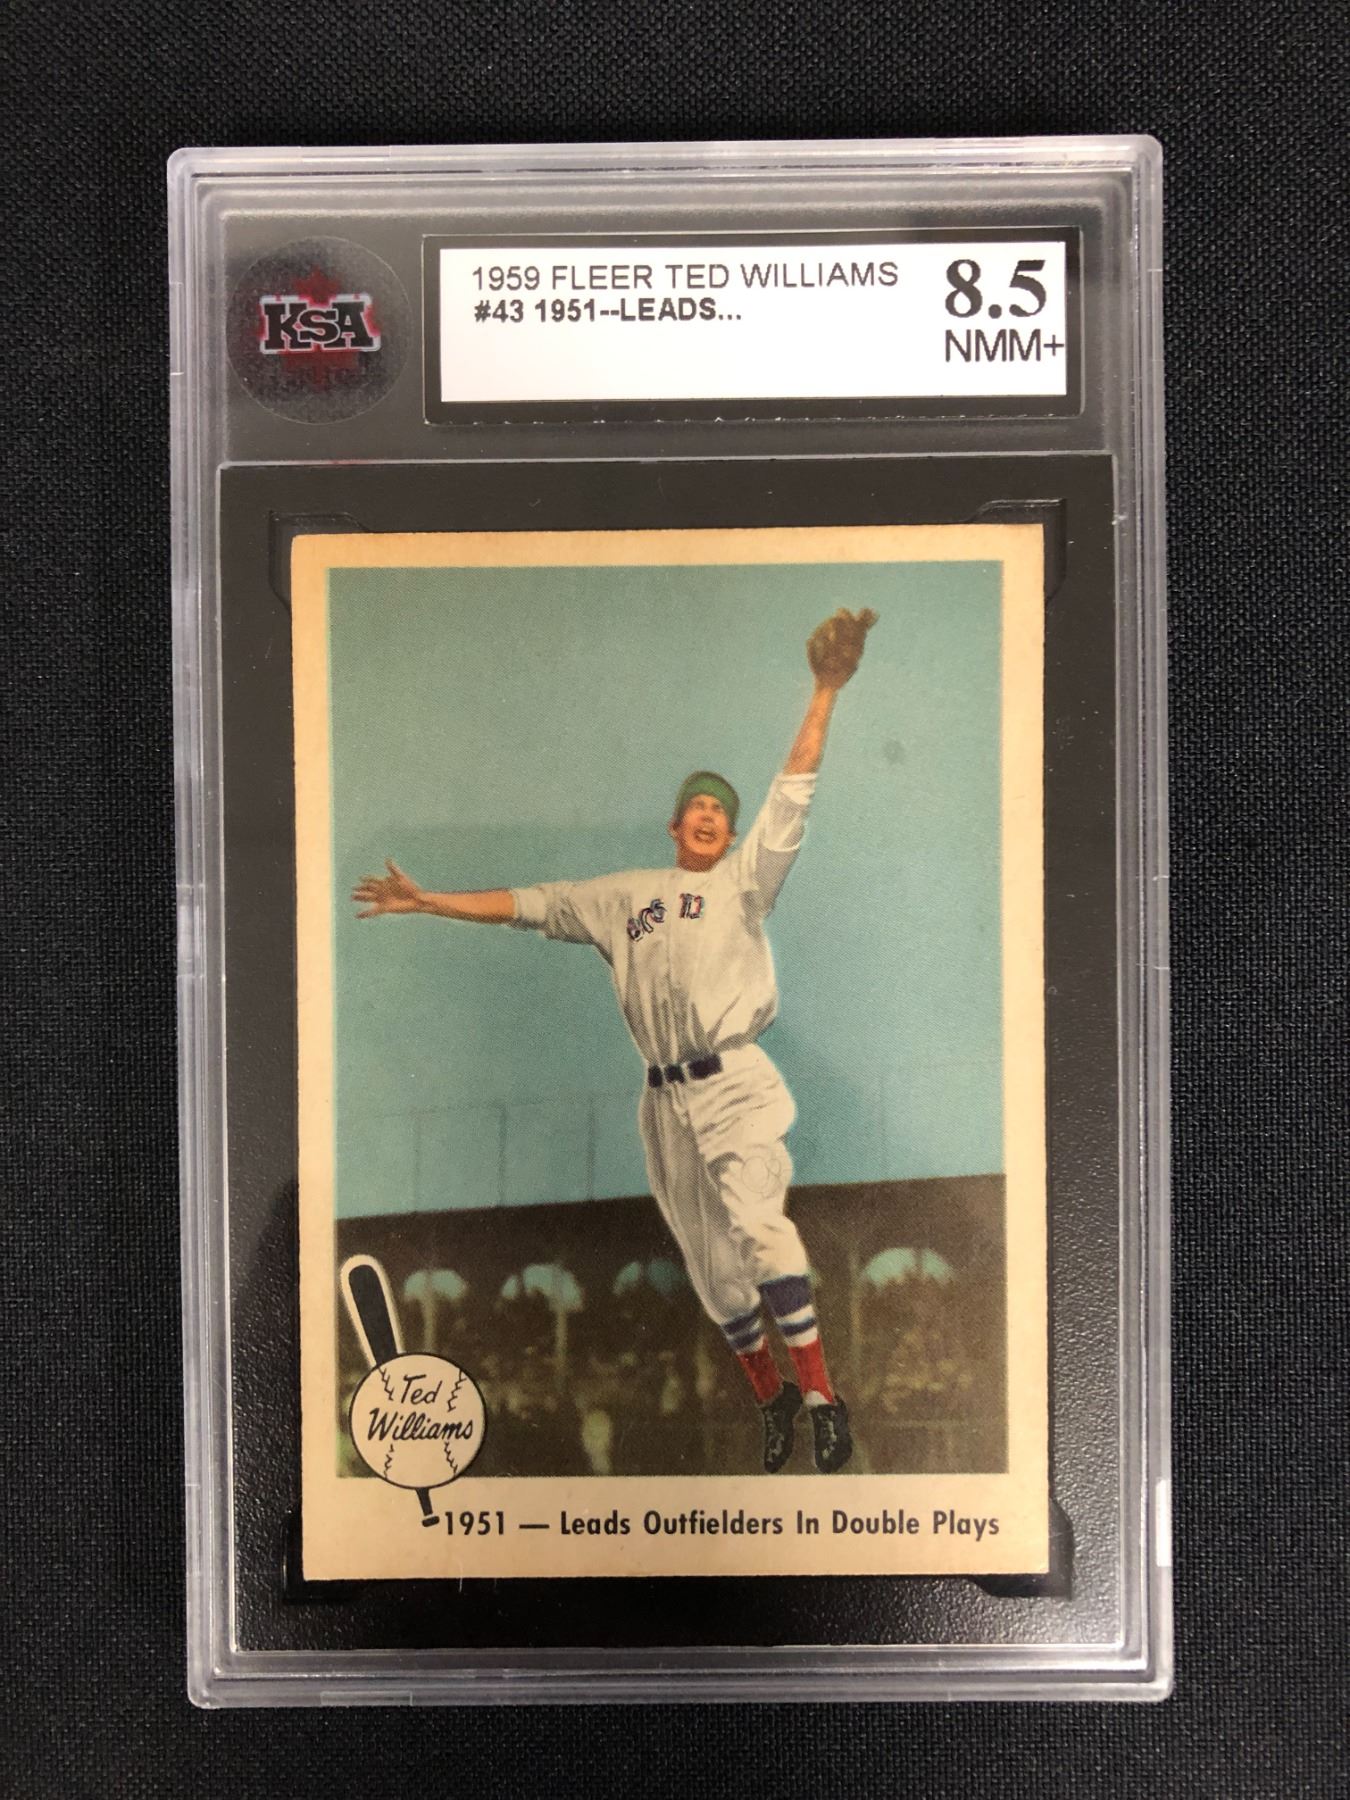 KSA
1959 FLEER TED WILLIAMS
#43 1951--LEADS...
8.5
NMM+
Ted
Williams
1951 — Leads Outfielders In Double Plays